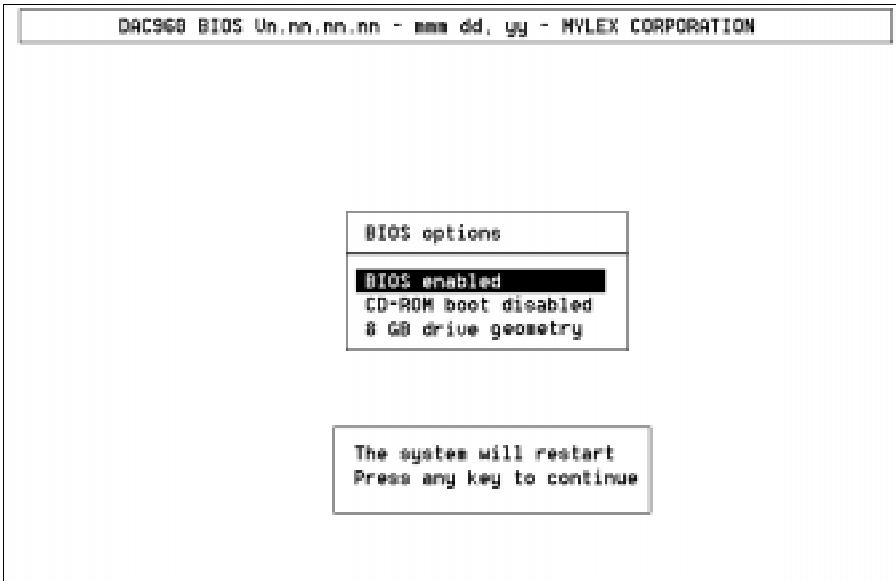 DAC960 BIOS Vn.nn.nn.nn - mmm dd, yy - MYLEX CORPORATION
BIOS options
BIOS enabled
CD-ROM boot disabled
8 GB drive geometry
The system will restart
Press any key to continue